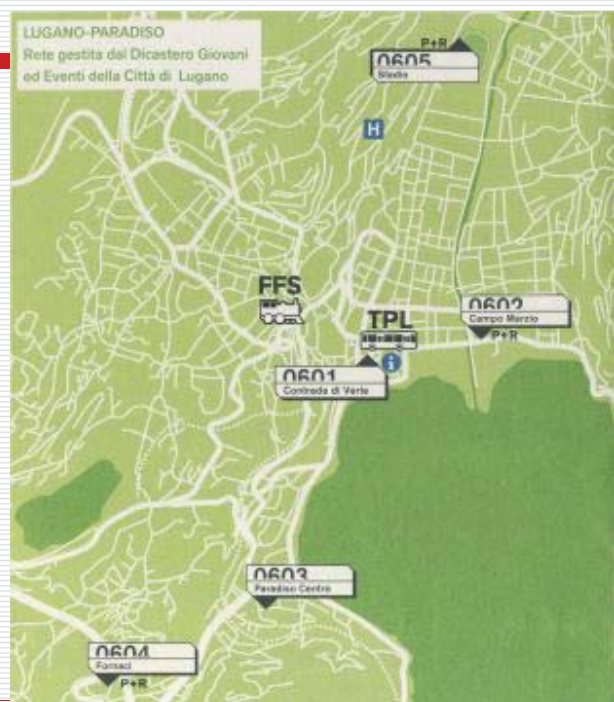 LUGANO-PARADISO
Rete gestita dal Dicastero Giovani
ed Eventi della Città di Lugano
P+R
0605
Stadio
H
FFS
0602
Campo Marzio
P+R
TPL
i
0601
Contrada di Verla
0603
Paradiso Centro
0604
Fornaci
P+R